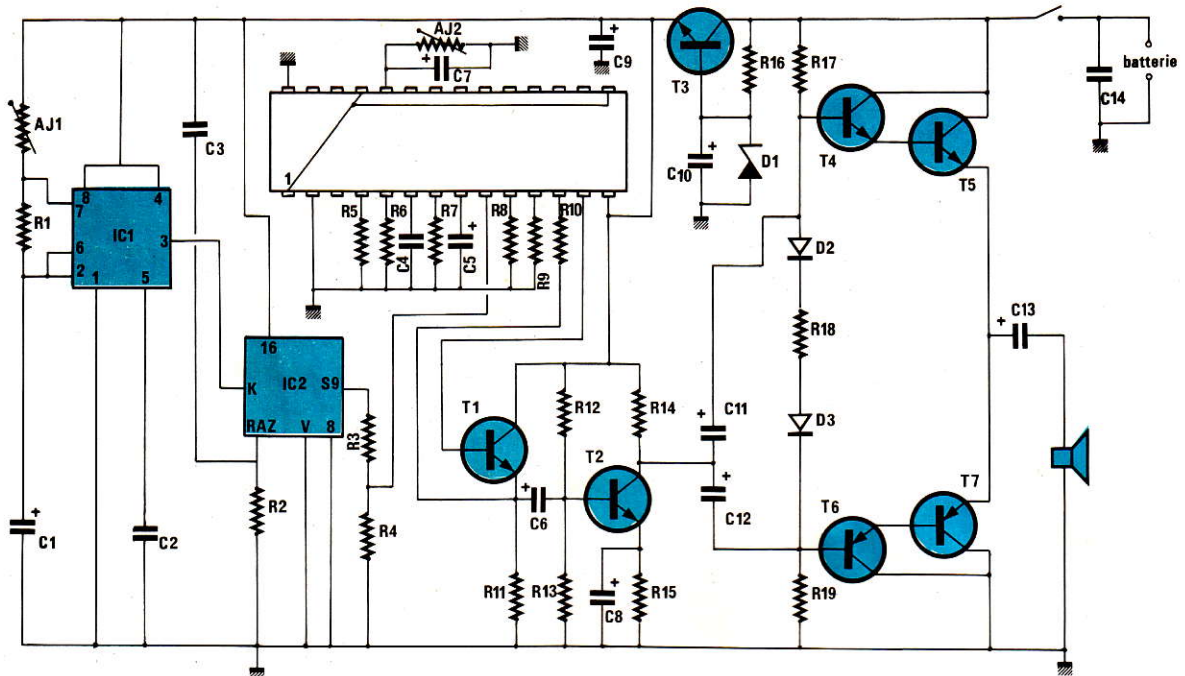 AJ2
+
C7
+
C9
T3
R16
R17
C14
batterie
AJ1
C3
+
C10
D1
T4
T5
1
R1
8
4
7
IC1
3
6
2
1
5
R5
R6
C4
R7
+
C5
R8
R9
R10
D2
R18
+
C13
16
K
IC2
S9
RAZ
V
8
R3
T1
R12
R14
+
C11
D3
T2
+
C6
+
C12
T6
T7
+
C1
C2
R2
R4
R11
R13
+
C8
R15
R19